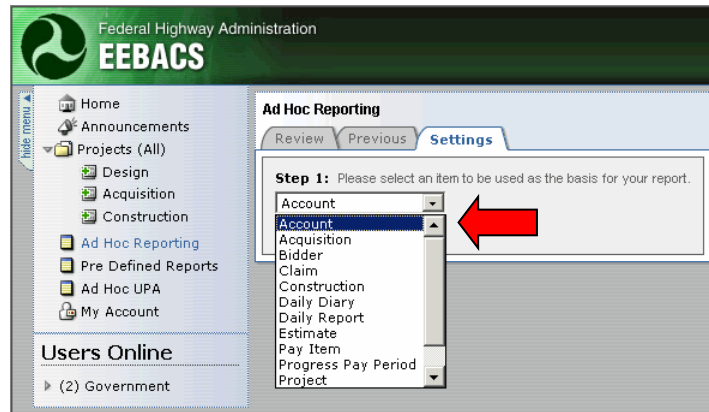 Federal Highway Administration
EEBACS
hide menu
Home
Announcements
Projects (All)
Design
Acquisition
Construction
Ad Hoc Reporting
Pre Defined Reports
Ad Hoc UPA
My Account
Users Online
(2) Government
Ad Hoc Reporting
Review Previous Settings
Step 1: Please select an item to be used as the basis for your report.
Account
Account
Acquisition
Bidder
Claim
Construction
Daily Diary
Daily Report
Estimate
Pay Item
Progress Pay Period
Project